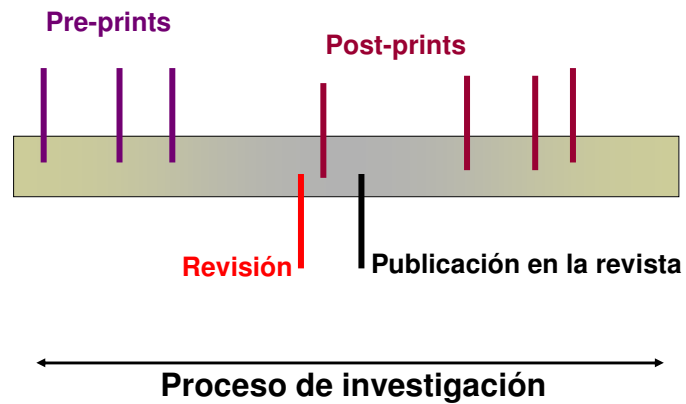 Pre-prints
Post-prints
Revisión
Publicación en la revista
Proceso de investigación